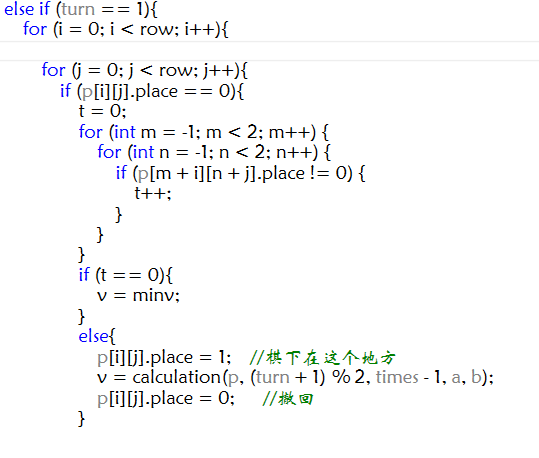 else if (turn == 1){
for (i = 0; i < row; i++){
for (j = 0; j < row; j++){
if (p[i][j].place == 0){
t = 0;
for (int m = -1; m < 2; m++) {
for (int n = -1; n < 2; n++) {
if (p[m + i][n + j].place != 0) {
t++;
}
}
}
if (t == 0){
v = minv;
}
else{
p[i][j].place = 1;   //棋下在这个地方
v = calculation(p, (turn + 1) % 2, times - 1, a, b);
p[i][j].place = 0;   //撤回
}